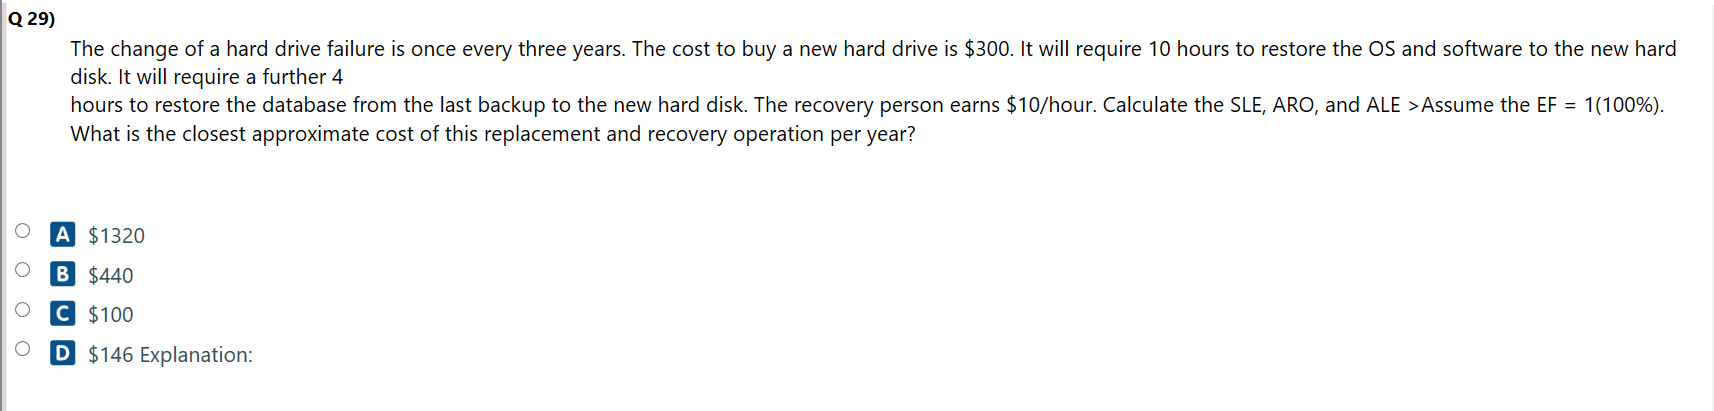 Q 29)
The change of a hard drive failure is once every three years. The cost to buy a new hard drive is $300. It will require 10 hours to restore the OS and software to the new hard
disk. It will require a further 4
hours to restore the database from the last backup to the new hard disk. The recovery person earns $10/hour. Calculate the SLE, ARO, and ALE >Assume the EF = 1(100%).
What is the closest approximate cost of this replacement and recovery operation per year?
A $1320
B $440
C $100
D $146 Explanation: